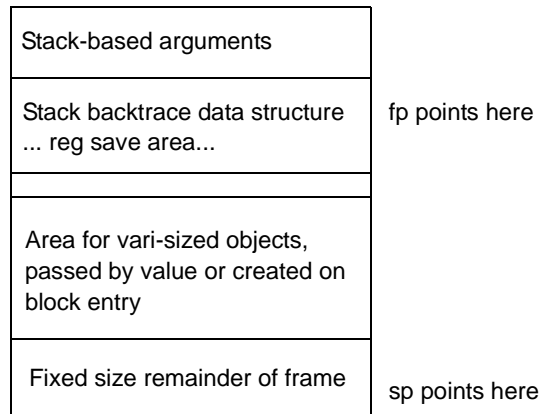 Stack-based arguments
Stack backtrace data structure
... reg save area...
fp points here
Area for vari-sized objects,
passed by value or created on
block entry
Fixed size remainder of frame
sp points here